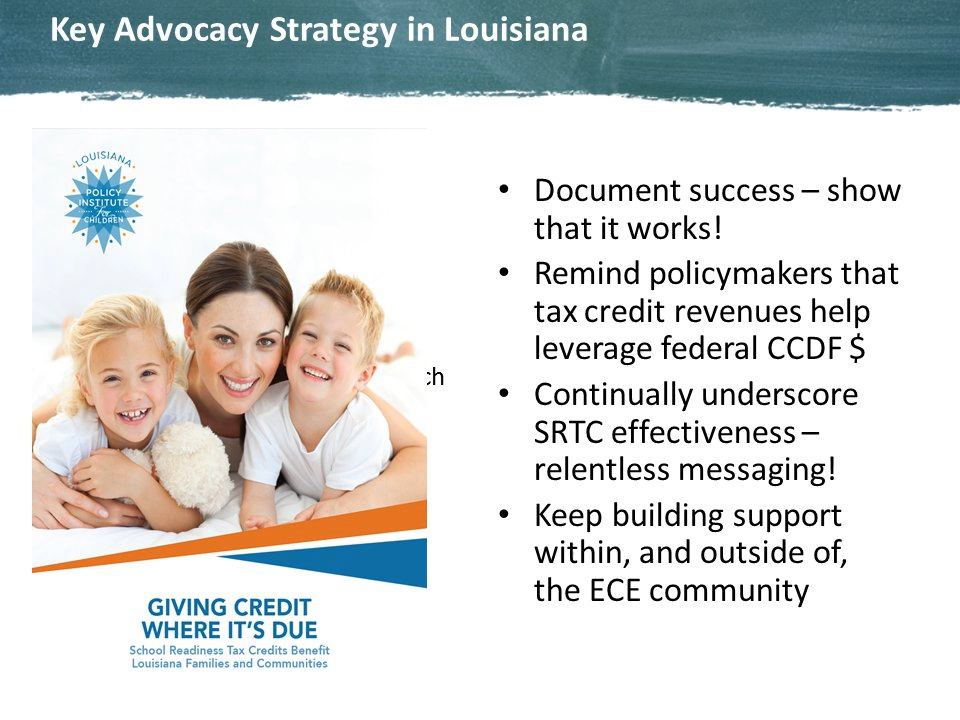 Key Advocacy Strategy in Louisiana
LOUISIANA
POLICY
INSTITUTE
for
CHILDREN
ch
GIVING CREDIT
WHERE IT'S DUE
School Readiness Tax Credits Benefit
Louisiana Families and Communities
• Document success – show
that it works!
• Remind policymakers that
tax credit revenues help
leverage federal CCDF $
• Continually underscore
SRTC effectiveness –
relentless messaging!
• Keep building support
within, and outside of,
the ECE community